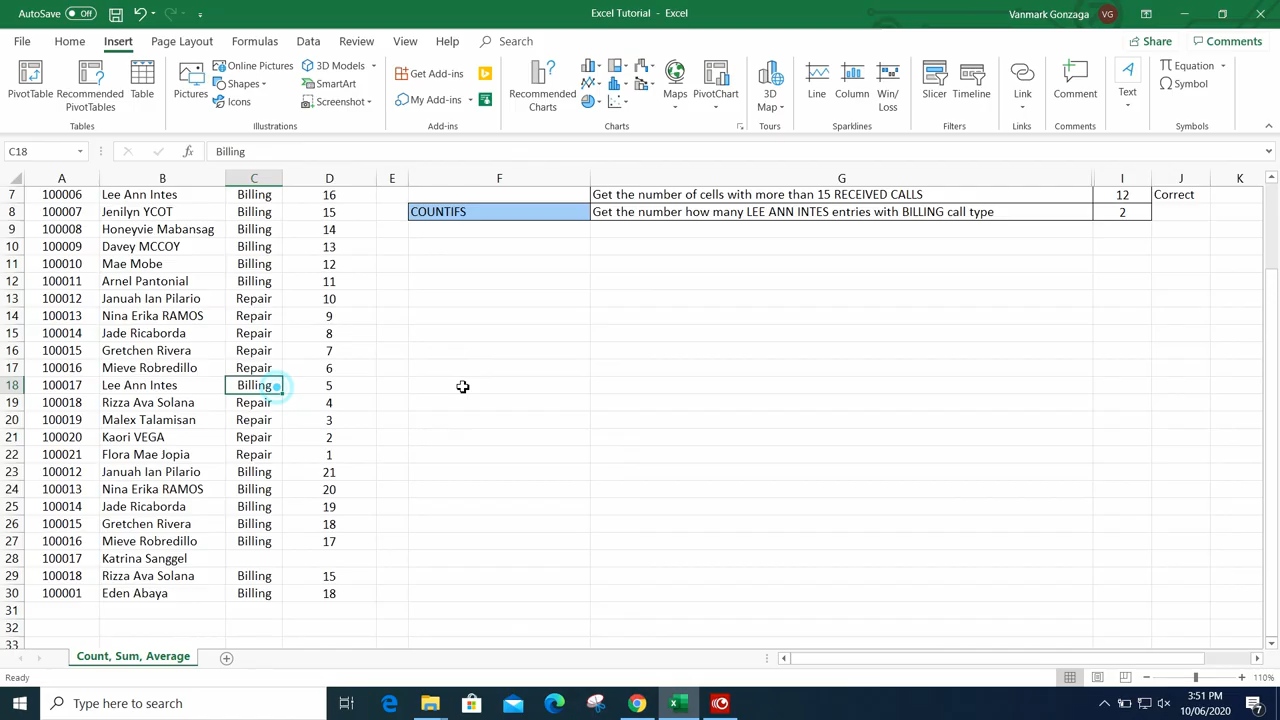 AutoSave Off Excel Tutorial - Excel Vanmark Gonzaga VG
File Home Insert Page Layout Formulas Data Review View Help Search Share Comments
PivotTable Recommended PivotTables Table Pictures Online Pictures Shapes Icons 3D Models SmartArt Screenshot Get Add-ins My Add-ins Recommended Charts Maps PivotChart 3D Map Line Column Win/Loss Slicer Timeline Link Comment Text Equation Symbol
Tables Illustrations Add-ins Charts Tours Sparklines Filters Links Comments Symbols
C18 fx Billing
A B C D E F G I J K
7 100006 Lee Ann Intes Billing 16 Get the number of cells with more than 15 RECEIVED CALLS 12 Correct
8 100007 Jenilyn YCOT Billing 15 COUNTIFS Get the number how many LEE ANN INTES entries with BILLING call type 2
9 100008 Honeyvie Mabansag Billing 14
10 100009 Davey MCCOY Billing 13
11 100010 Mae Mobe Billing 12
12 100011 Arnel Pantonial Billing 11
13 100012 Januah Ian Pilario Repair 10
14 100013 Nina Erika RAMOS Repair 9
15 100014 Jade Ricaborda Repair 8
16 100015 Gretchen Rivera Repair 7
17 100016 Mieve Robredillo Repair 6
18 100017 Lee Ann Intes Billing 5
19 100018 Rizza Ava Solana Repair 4
20 100019 Malex Talamisan Repair 3
21 100020 Kaori VEGA Repair 2
22 100021 Flora Mae Jopia Repair 1
23 100012 Januah Ian Pilario Billing 21
24 100013 Nina Erika RAMOS Billing 20
25 100014 Jade Ricaborda Billing 19
26 100015 Gretchen Rivera Billing 18
27 100016 Mieve Robredillo Billing 17
28 100017 Katrina Sanggel
29 100018 Rizza Ava Solana Billing 15
30 100001 Eden Abaya Billing 18
31
32
33
Count, Sum, Average
Ready 110%
Type here to search 3:51 PM
10/06/2020